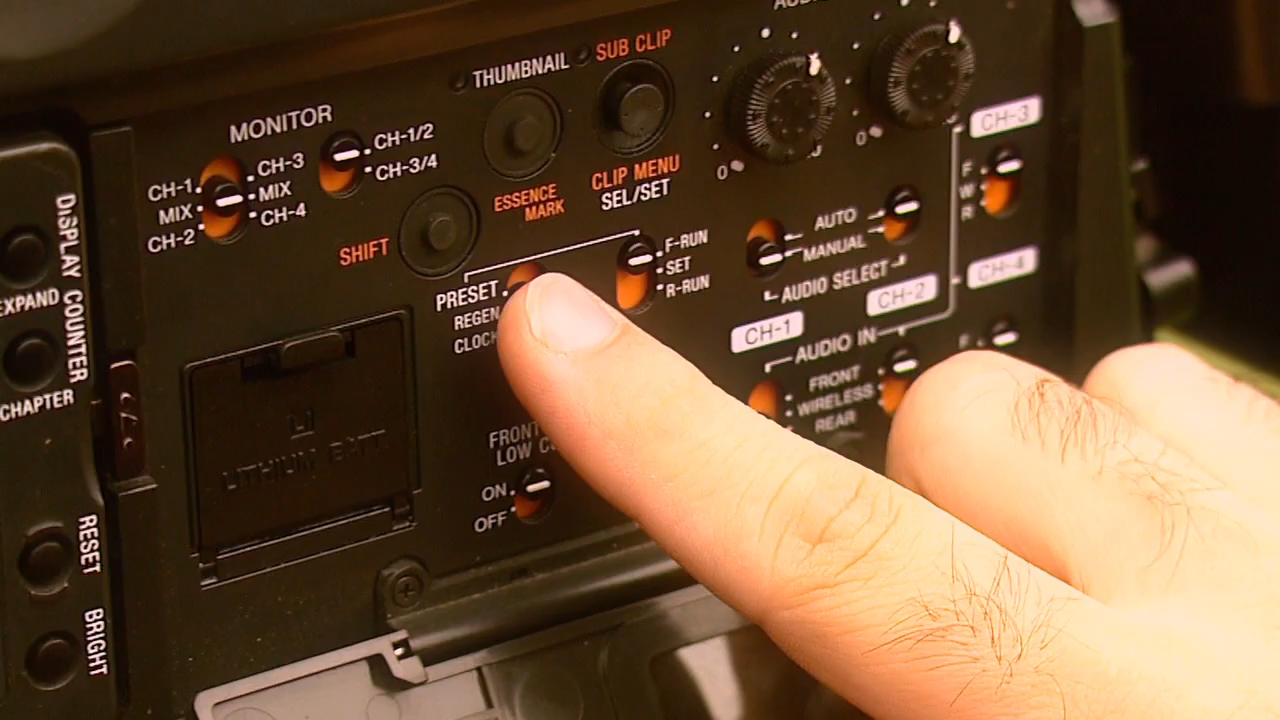 AUDI
SUB CLIP
THUMBNAIL
MONITOR
CH-1/2
CH-3/4
CH-1
CH-3
MIX
MIX
CH-2
CH-4
ESSENCE
MARK
CLIP MENU
SEL/SET
SHIFT
CH-3
F
W
R
0
0
AUTO
MANUAL
AUDIO SELECT
CH-4
CH-2
CH-1
AUDIO IN
FRONT
WIRELESS
REAR
F
PRESET
REGEN
CLOCK
F-RUN
SET
R-RUN
DISPLAY
EXPAND
COUNTER
CHAPTER
RESET
BRIGHT
LITHIUM BATT
FRONT
LOW C
ON
OFF